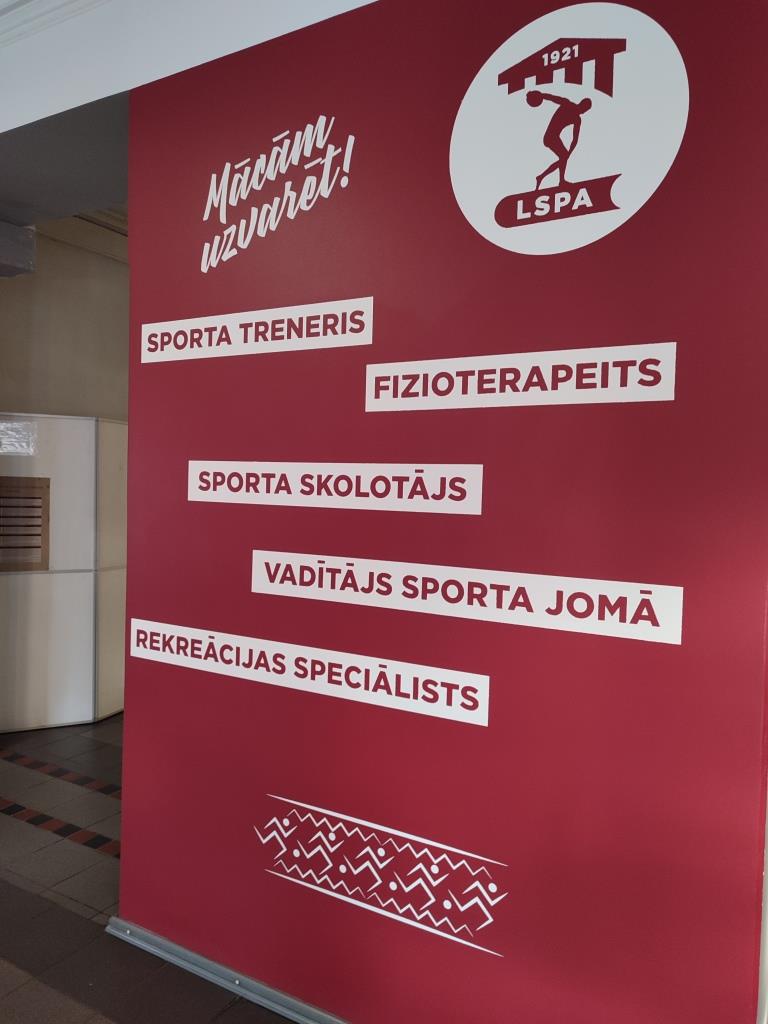 1921
LSPA
Mācām
uzvarēt!
SPORTA TRENERIS
FIZIOTERAPEITS
SPORTA SKOLOTĀJS
VADĪTĀJS SPORTA JOMĀ
REKREĀCIJAS SPECIĀLISTS